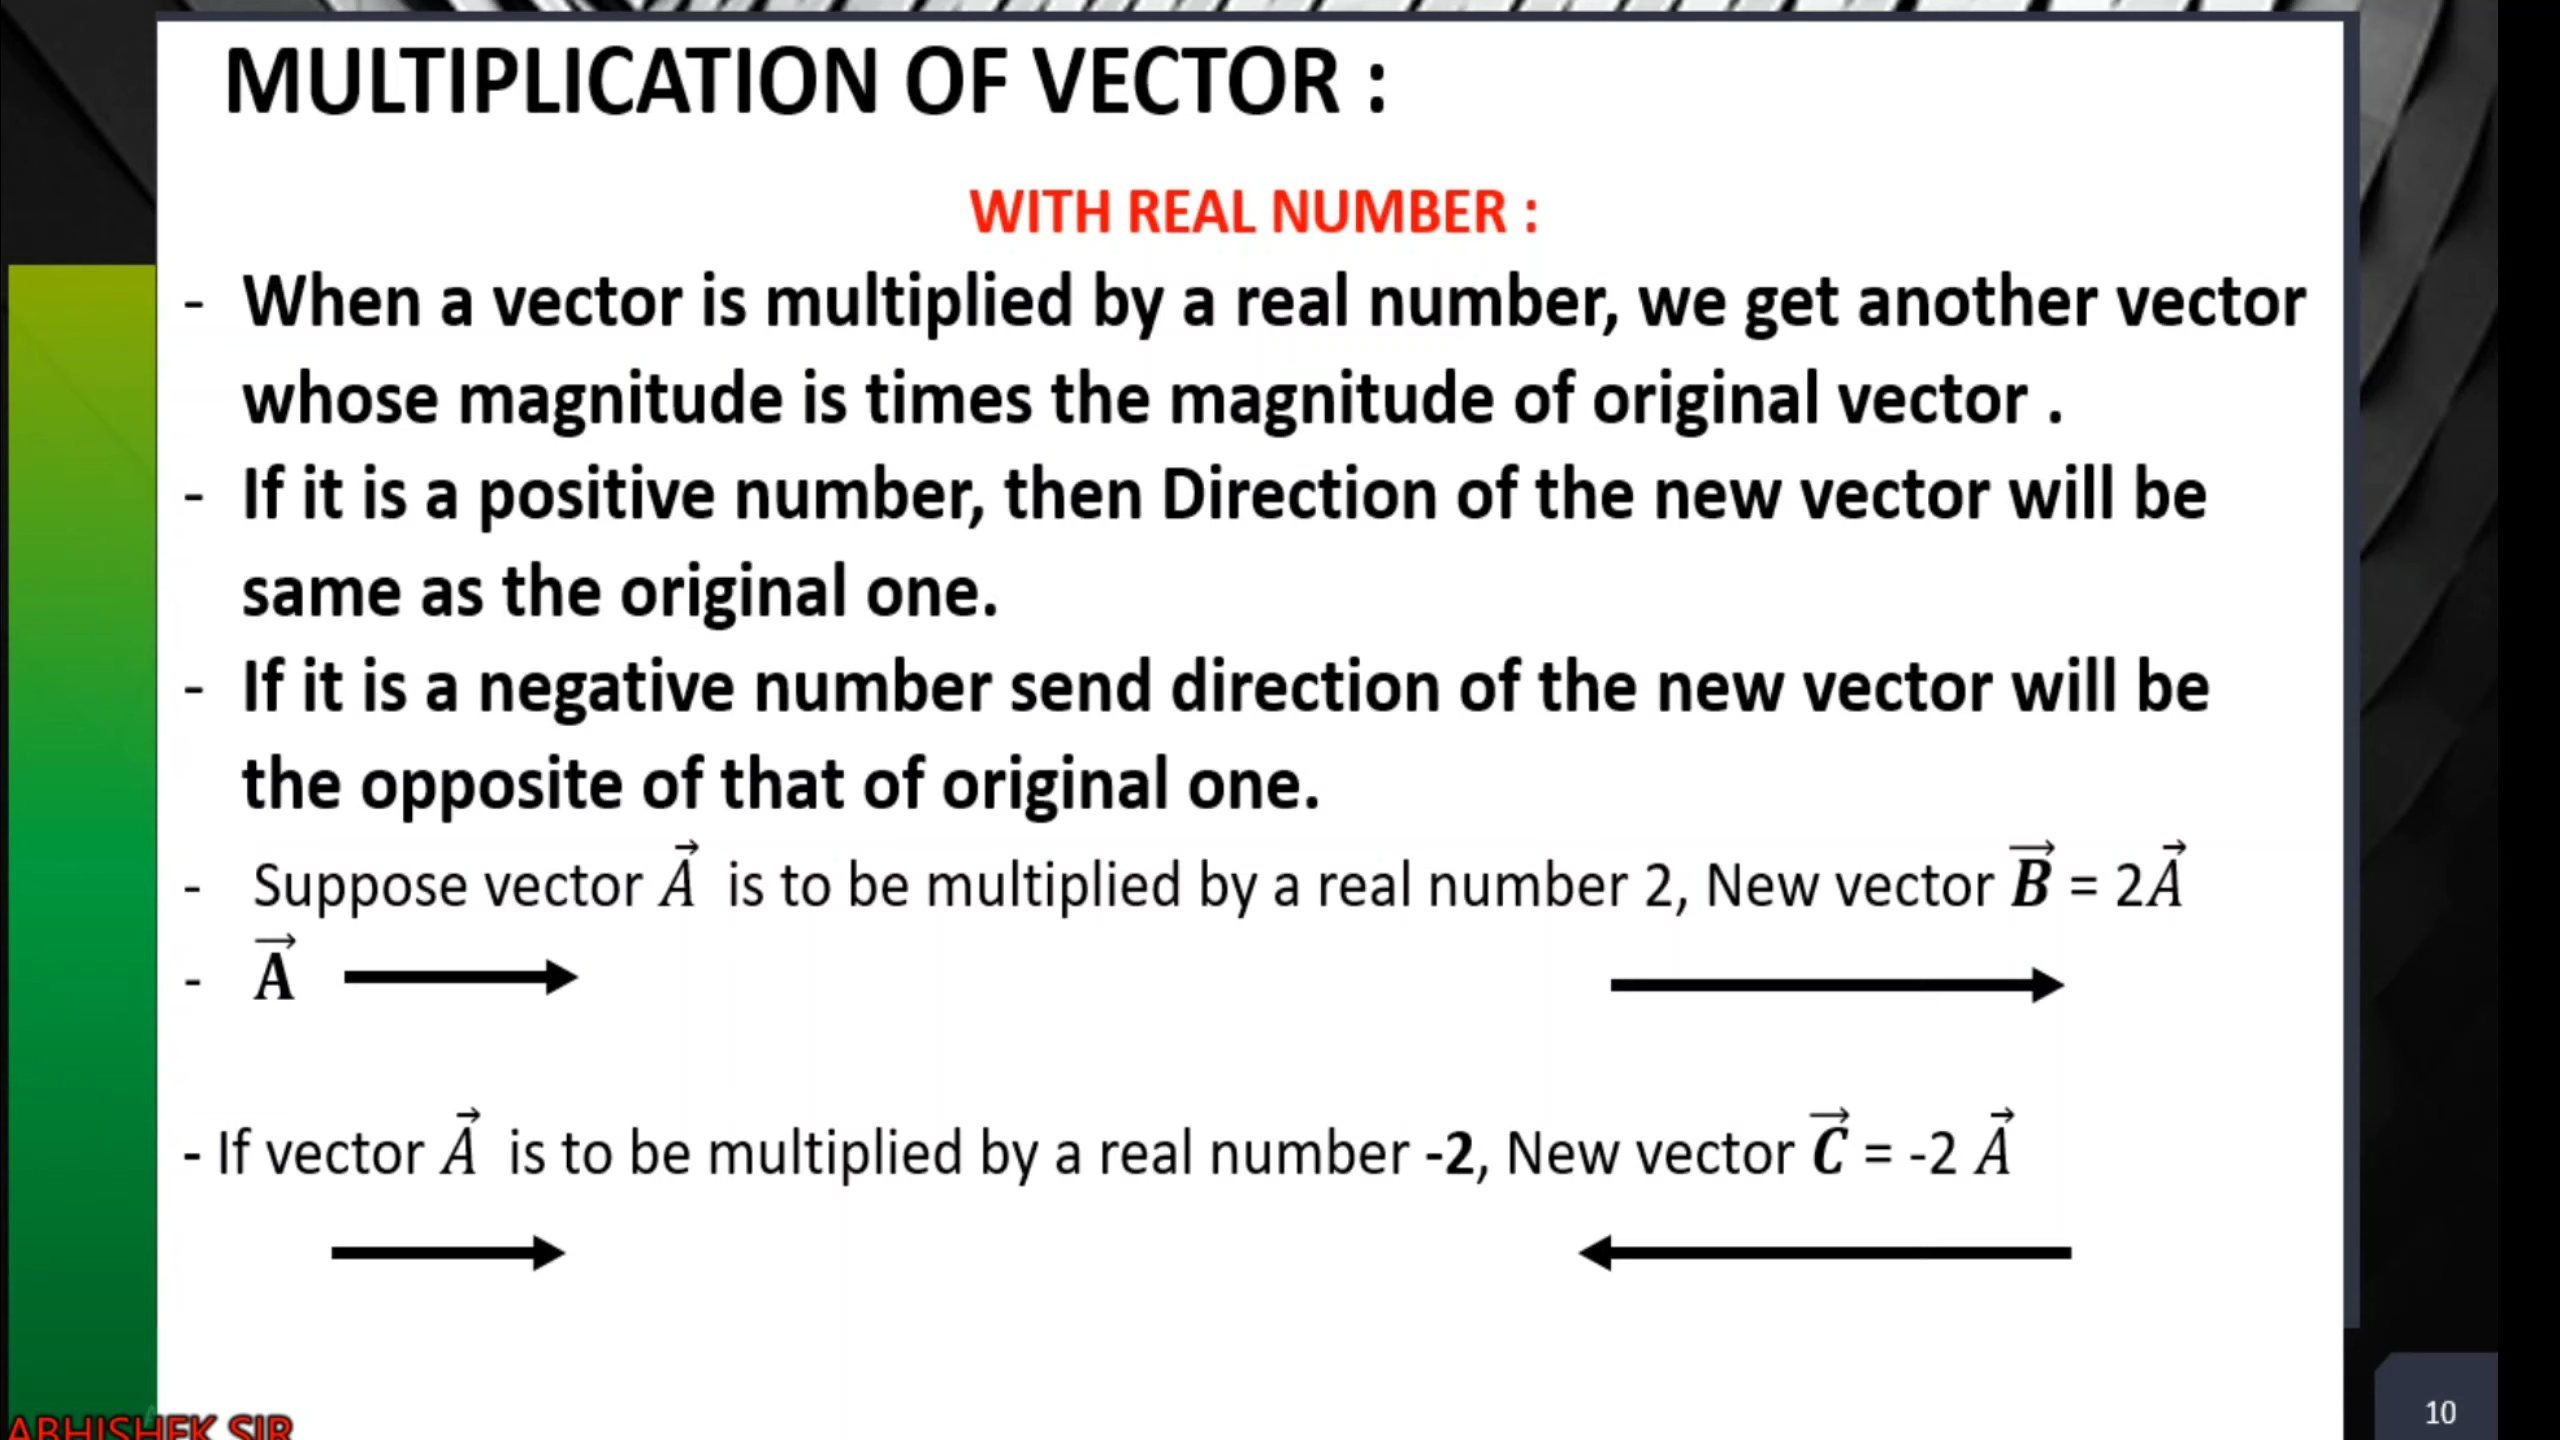 MULTIPLICATION OF VECTOR :
WITH REAL NUMBER :
- When a vector is multiplied by a real number, we get another vector
whose magnitude is times the magnitude of original vector .
- If it is a positive number, then Direction of the new vector will be
same as the original one.
- If it is a negative number send direction of the new vector will be
the opposite of that of original one.
- Suppose vector A⃗ is to be multiplied by a real number 2, New vector B⃗ = 2A⃗
- A⃗
- If vector A⃗ is to be multiplied by a real number -2, New vector C⃗ = -2 A⃗
ABHISHEK SIR
10